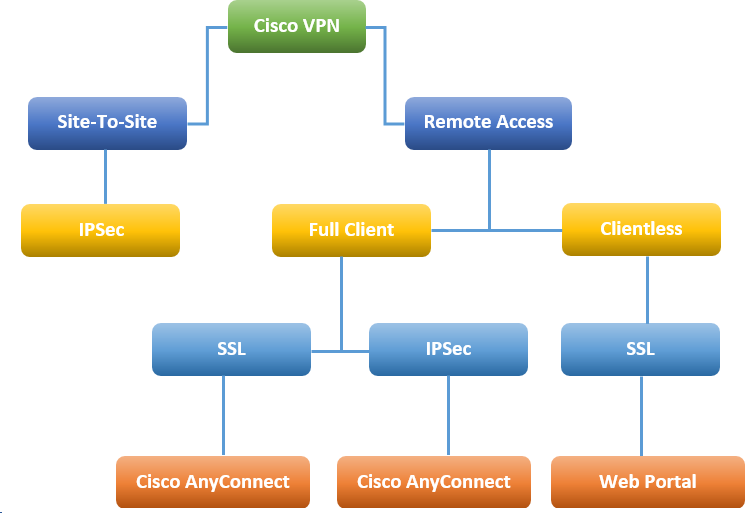 Cisco VPN
Site-To-Site
Remote Access
IPSec
Full Client
Clientless
SSL
IPSec
SSL
Cisco AnyConnect
Cisco AnyConnect
Web Portal